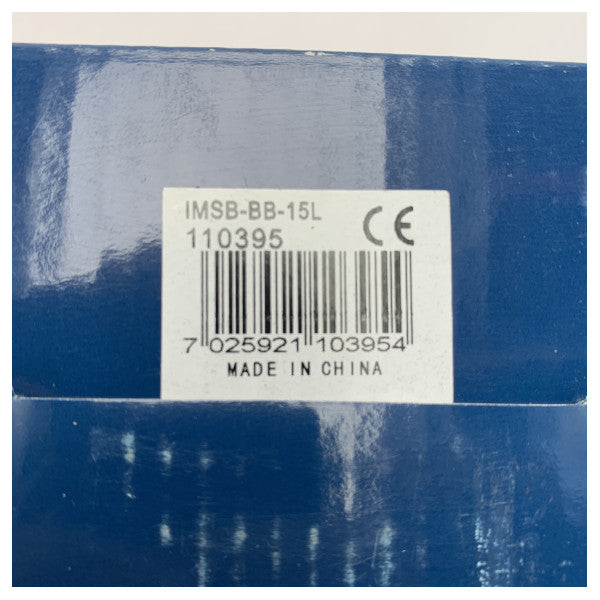 IMSB-BB-15L
110395 CE
7 025921 103954
MADE IN CHINA